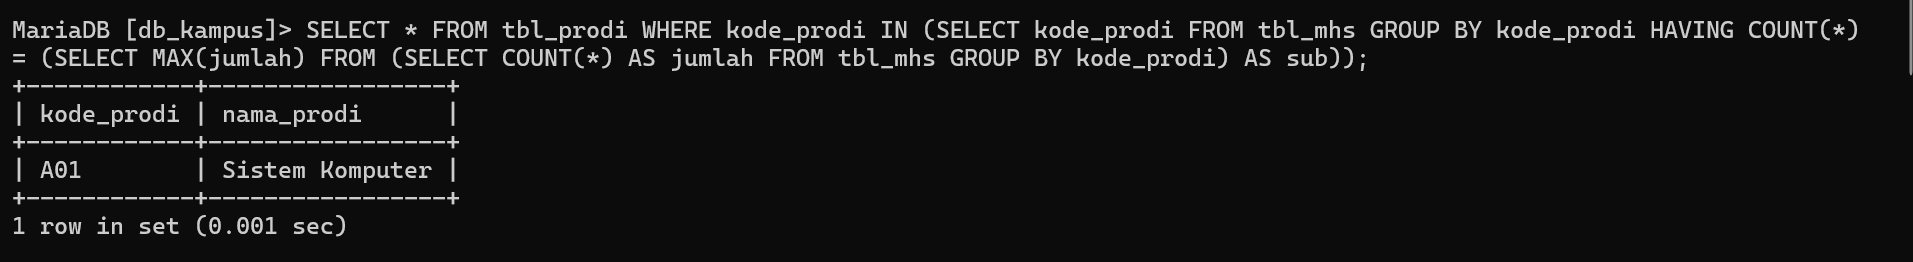 MariaDB [db_kampus]> SELECT * FROM tbl_prodi WHERE kode_prodi IN (SELECT kode_prodi FROM tbl_mhs GROUP BY kode_prodi HAVING COUNT(*)
= (SELECT MAX(jumlah) FROM (SELECT COUNT(*) AS jumlah FROM tbl_mhs GROUP BY kode_prodi) AS sub));
+------------+-----------------+
| kode_prodi | nama_prodi      |
+------------+-----------------+
| A01        | Sistem Komputer |
+------------+-----------------+
1 row in set (0.001 sec)